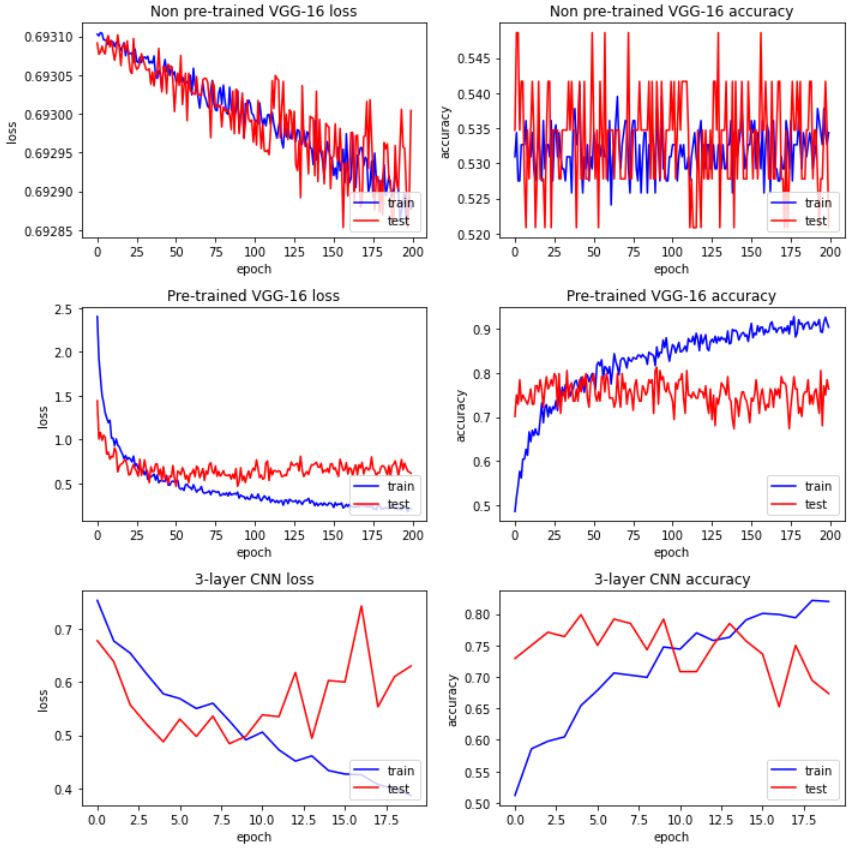 Non pre-trained VGG-16 loss
0.69310
0.69305
0.69300
0.69295
0.69290
0.69285
loss
0 25 50 75 100 125 150 175 200
epoch
train
test
Non pre-trained VGG-16 accuracy
0.545
0.540
0.535
0.530
0.525
0.520
accuracy
0 25 50 75 100 125 150 175 200
epoch
train
test
Pre-trained VGG-16 loss
2.5
2.0
1.5
1.0
0.5
loss
0 25 50 75 100 125 150 175 200
epoch
train
test
Pre-trained VGG-16 accuracy
0.9
0.8
0.7
0.6
0.5
accuracy
0 25 50 75 100 125 150 175 200
epoch
train
test
3-layer CNN loss
0.7
0.6
0.5
0.4
loss
0.0 2.5 5.0 7.5 10.0 12.5 15.0 17.5
epoch
train
test
3-layer CNN accuracy
0.80
0.75
0.70
0.65
0.60
0.55
0.50
accuracy
0.0 2.5 5.0 7.5 10.0 12.5 15.0 17.5
epoch
train
test